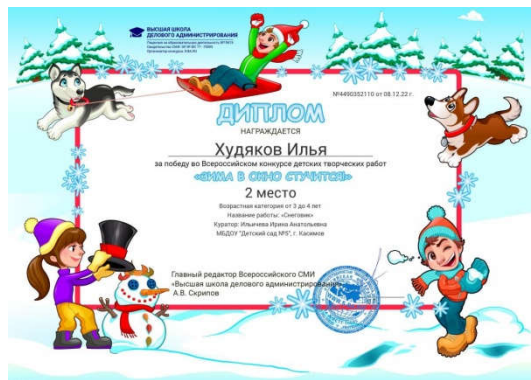 ВЫСШАЯ ШКОЛА
ДЕЛОВОГО АДМИНИСТРИРОВАНИЯ
№4490352110 от 08.12.22 г.
ДИПЛОМ
НАГРАЖДАЕТСЯ
Худяков Илья
за победу во Всероссийском конкурсе детских творческих работ
«ЗИМА В ОКНО СТУЧИТСЯ!»
2 место
Возрастная категория от 3 до 4 лет
Название работы: «Снеговик»
Куратор: Ильичева Ирина Анатольевна
МБДОУ "Детский сад №5", г. Касимов
Главный редактор Всероссийского СМИ
«Высшая школа делового администрирования»
А.В. Скрипов